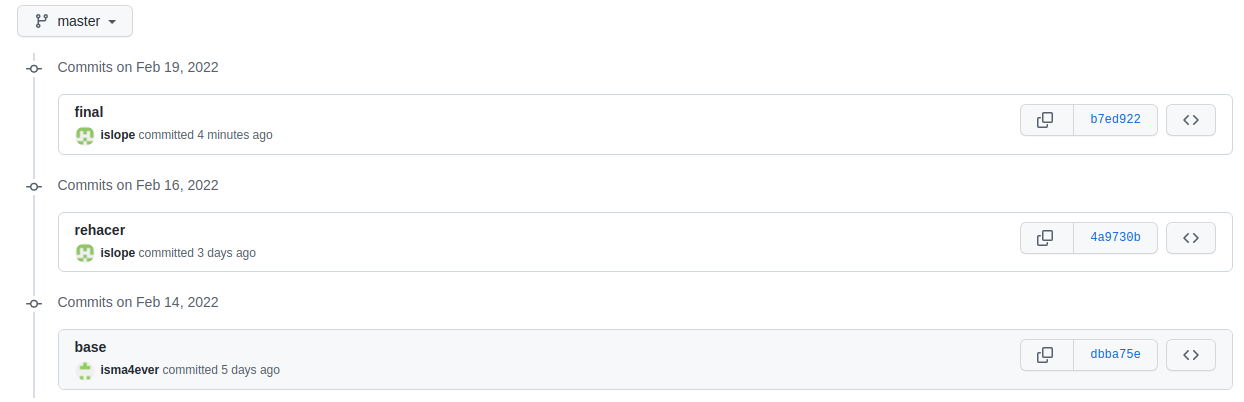 master
Commits on Feb 19, 2022
final
islope committed 4 minutes ago
b7ed922
Commits on Feb 16, 2022
rehacer
islope committed 3 days ago
4a9730b
Commits on Feb 14, 2022
base
isma4ever committed 5 days ago
dbba75e